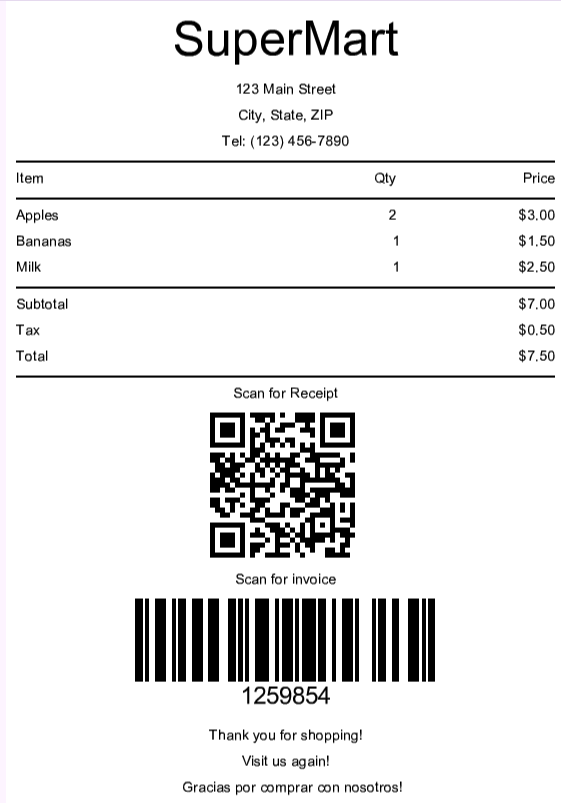 SuperMart
123 Main Street
City, State, ZIP
Tel: (123) 456-7890
Item Qty Price
Apples 2 $3.00
Bananas 1 $1.50
Milk 1 $2.50
Subtotal $7.00
Tax $0.50
Total $7.50
Scan for Receipt
Scan for invoice
1259854
Thank you for shopping!
Visit us again!
Gracias por comprar con nosotros!